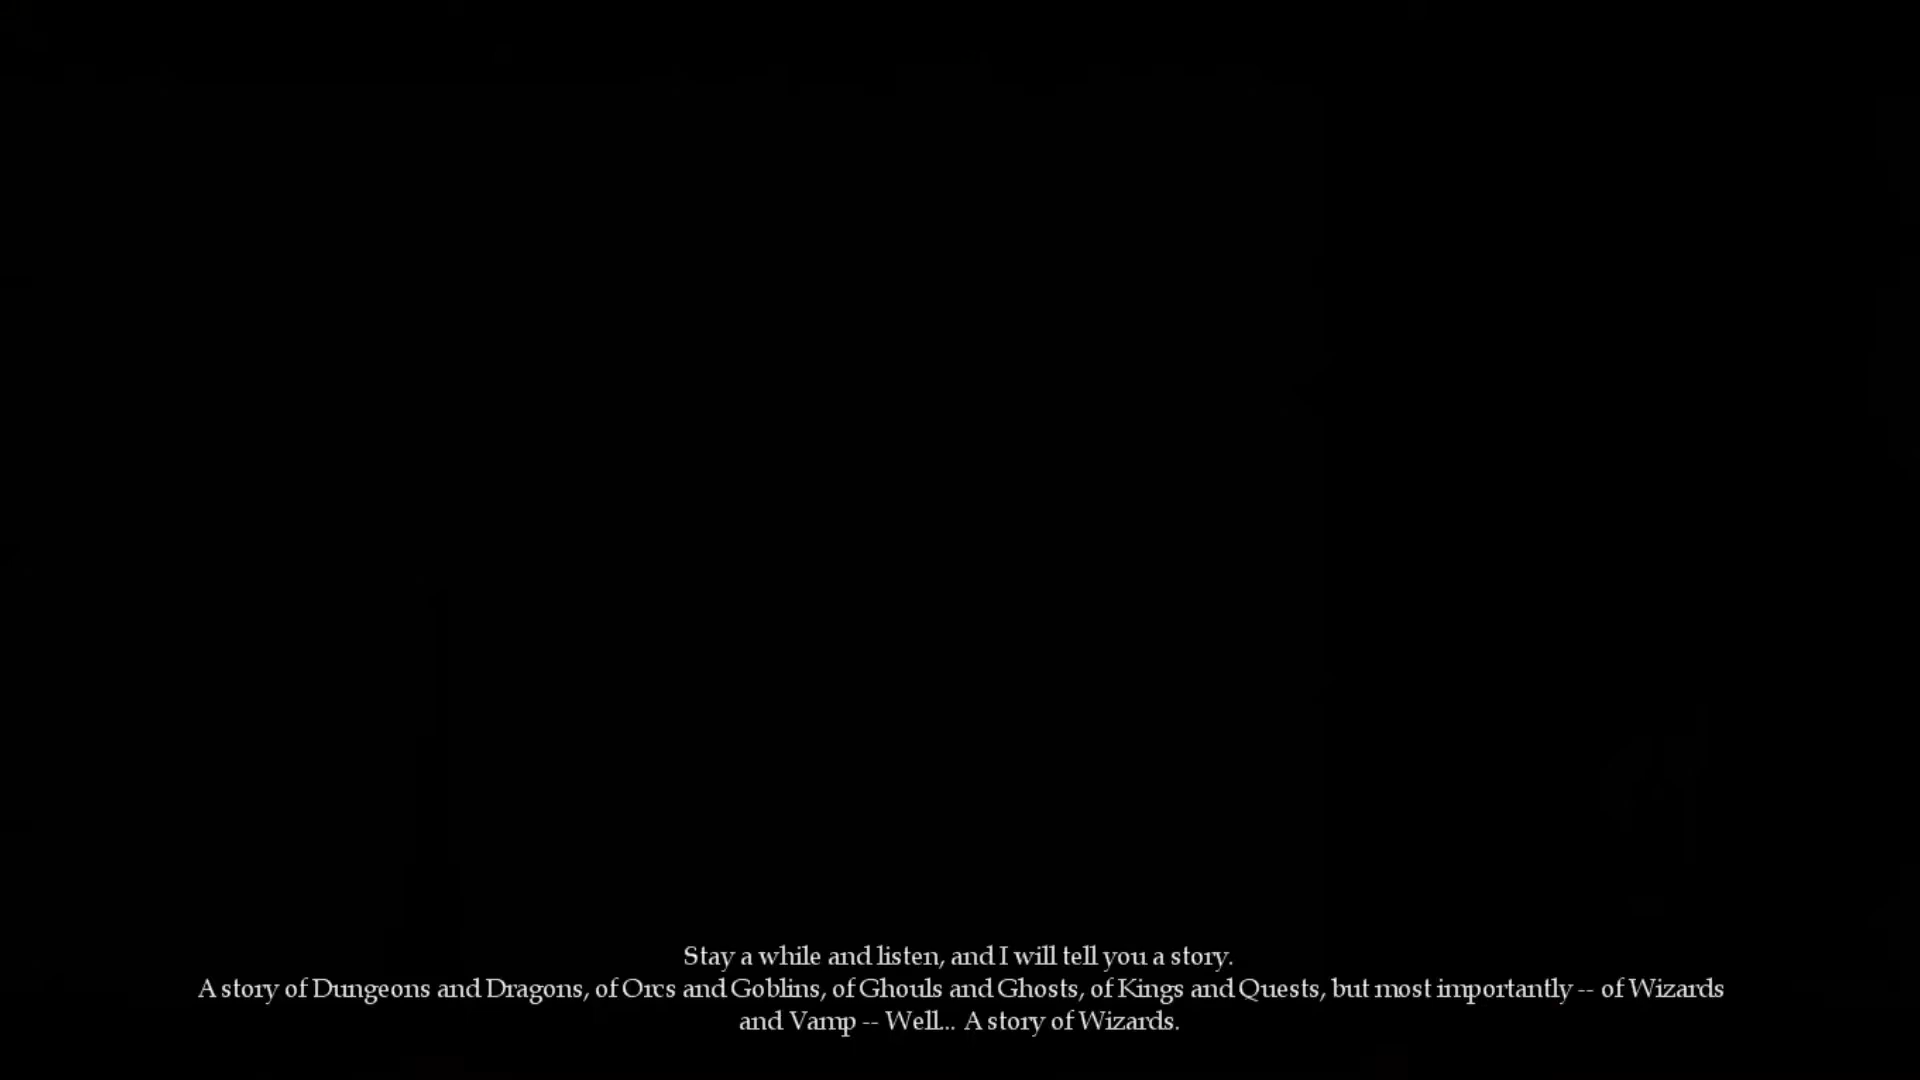 Stay a while and listen, and I will tell you a story.
A story of Dungeons and Dragons, of Orcs and Goblins, of Ghouls and Ghosts, of Kings and Quests, but most importantly -- of Wizards
and Vamp -- Well... A story of Wizards.